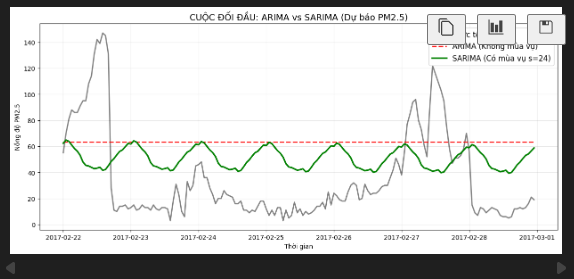 CUỘC ĐỐI ĐẦU: ARIMA vs SARIMA (Dự báo PM2.5)
ARIMA (Không mùa vụ)
SARIMA (Có mùa vụ s=24)
Nồng độ PM2.5
140
120
100
80
60
40
20
0
2017-02-22 2017-02-23 2017-02-24 2017-02-25 2017-02-26 2017-02-27 2017-02-28 2017-03-01
Thời gian